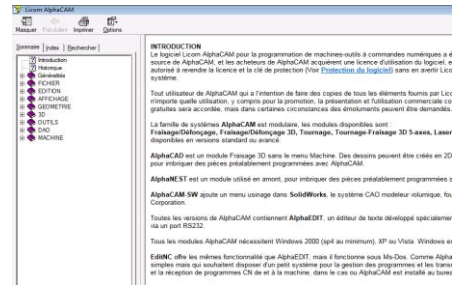 Licom AlphaCAM
Masquer Précédent Imprimer Options
Sommaire Index Rechercher
Introduction
Historique
Généralités
FICHIER
EDITION
AFFICHAGE
GEOMETRIE
3D
OUTILS
DAO
MACHINE
INTRODUCTION
Le logiciel Licom AlphaCAM pour la programmation de machines-outils à commandes numériques a é
source de AlphaCAM, et les acheteurs de AlphaCAM acquièrent une licence d'utilisation du logiciel, e
autorisé à revendre la licence et la clé de protection (Voir Protection du logiciel) sans en avertir Lico
système.
Tout utilisateur de AlphaCAM qui a l'intention de faire des copies de tous les éléments fournis par Lico
n'importe quelle utilisation, y compris pour la promotion, la présentation et l'utilisation commerciale co
gratuites sera accordée, mais dans certaines circonstances des émoluments peuvent être demandés.
La famille de systèmes AlphaCAM est modulaire, les modules disponibles sont :
Fraisage/Défonçage, Fraisage/Défonçage 3D, Tournage, Tournage-Fraisage 3D 5-axes, Laser
disponibles en versions standard ou avancé.
AlphaCAD est un module Fraisage 3D sans le menu Machine. Des dessins peuvent être créés en 2D
pour imbriquer des pièces préalablement programmées avec AlphaCAM.
AlphaNEST est un module utilisé en amont, pour imbriquer des pièces préalablement programmées a
AlphaCAM-SW ajoute un menu usinage dans SolidWorks, le système CAO modeleur volumique, fou
Corporation.
Toutes les versions de AlphaCAM contiennent AlphaEDIT, un éditeur de texte développé spécialemer
via un port RS232.
Tous les modules AlphaCAM nécessitent Windows 2000 (sp4 au minimum), XP ou Vista. Windows es
EditNC offre les mêmes fonctionnalité que AlphaEDIT, mais il fonctionne sous Ms-Dos. Comme Alpha
simples mais qui souhaitent disposer d'un petit système pour la gestion des programmes et les trans
et la réception de programmes CN de et à la machine, dans le cas ou AlphaCAM est installé au burea